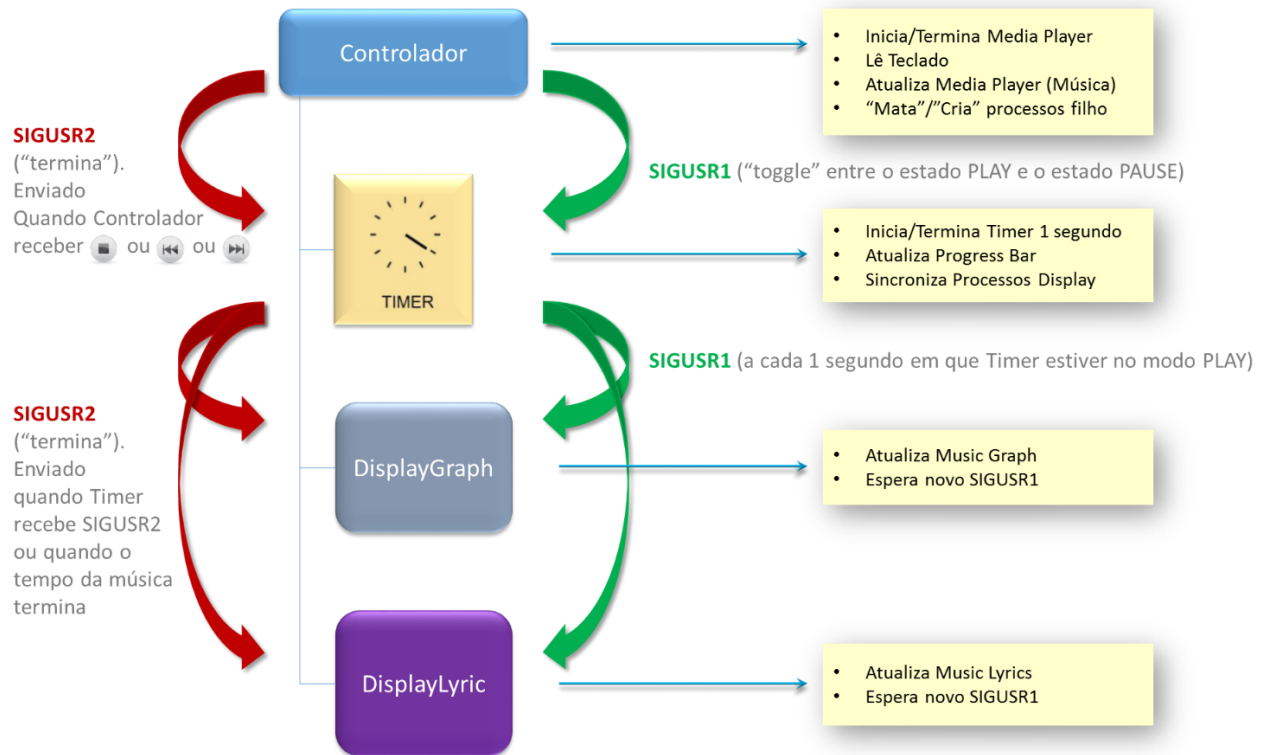 Controlador
• Inicia/Termina Media Player
• Lê Teclado
• Atualiza Media Player (Música)
• “Mata”/”Cria” processos filho
SIGUSR2
(“termina”).
Enviado
Quando Controlador
receber ou ou
SIGUSR1 (“toggle” entre o estado PLAY e o estado PAUSE)
TIMER
• Inicia/Termina Timer 1 segundo
• Atualiza Progress Bar
• Sincroniza Processos Display
SIGUSR1 (a cada 1 segundo em que Timer estiver no modo PLAY)
SIGUSR2
(“termina”).
Enviado
quando Timer
recebe SIGUSR2
ou quando o
tempo da música
termina
DisplayGraph
• Atualiza Music Graph
• Espera novo SIGUSR1
DisplayLyric
• Atualiza Music Lyrics
• Espera novo SIGUSR1